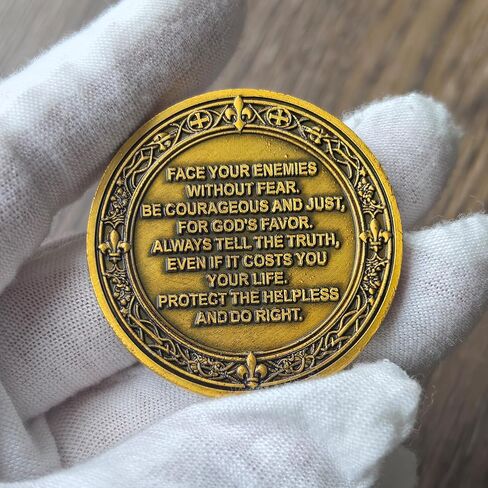 FACE YOUR ENEMIES
WITHOUT FEAR.
BE COURAGEOUS AND JUST,
FOR GOD'S FAVOR.
ALWAYS TELL THE TRUTH,
EVEN IF IT COSTS YOU
YOUR LIFE.
PROTECT THE HELPLESS
AND DO RIGHT.